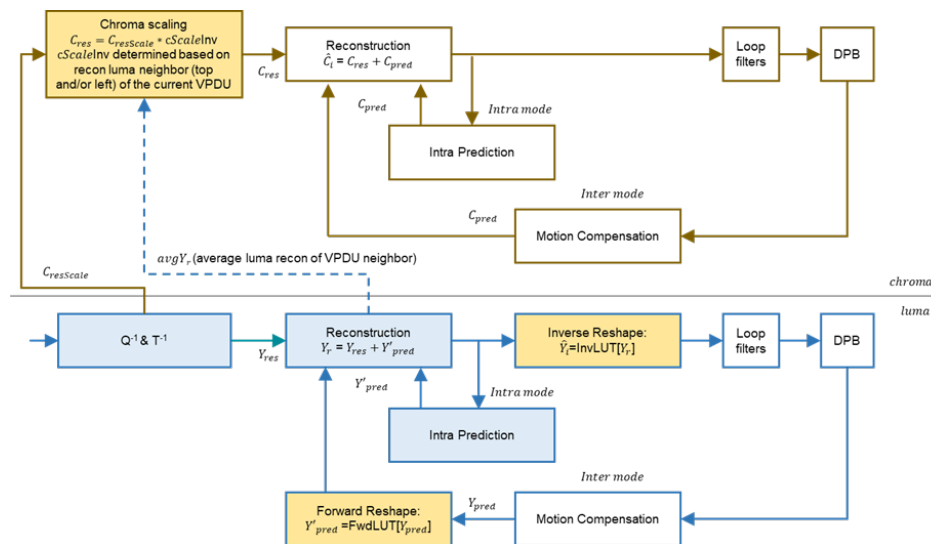 Chroma scaling
C_res = C_resScale * cScaleInv
cScaleInv determined based on
recon luma neighbor (top
and/or left) of the current VPDU
C_res
Reconstruction
Ĉ_i = C_res + C_pred
Loop
filters
DPB
C_pred
Intra mode
Intra Prediction
Inter mode
C_pred
Motion Compensation
avgY_r (average luma recon of VPDU neighbor)
C_resScale
chroma
luma
Q⁻¹ & T⁻¹
Y_res
Reconstruction
Y_r = Y_res + Y'_pred
Inverse Reshape:
Ŷ_i=InvLUT[Y_r]
Loop
filters
DPB
Y'_pred
Intra mode
Intra Prediction
Inter mode
Forward Reshape:
Y'_pred =FwdLUT[Y_pred]
Y_pred
Motion Compensation